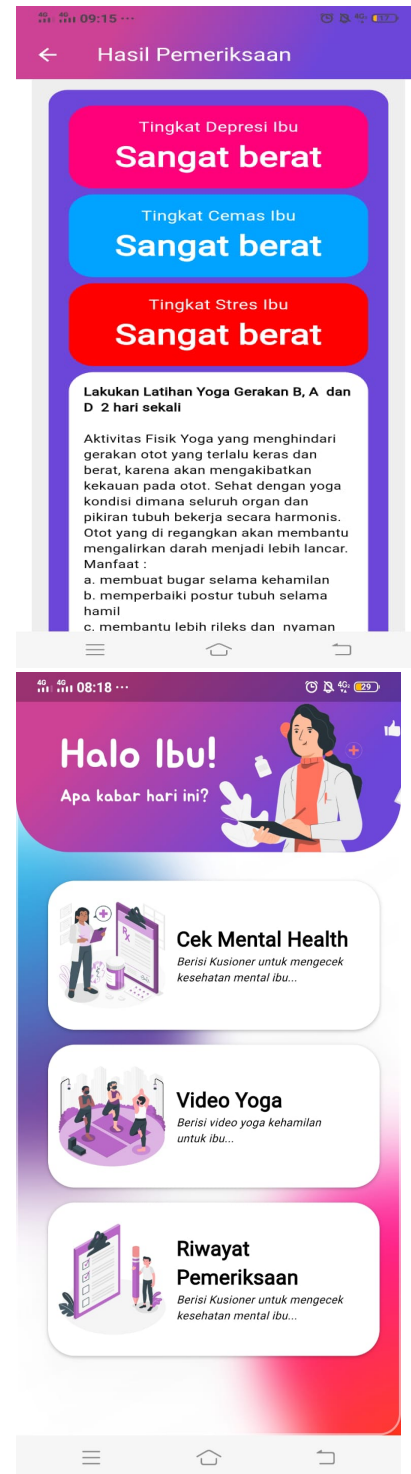 4G 4G 09:15 ···
17
Hasil Pemeriksaan
Tingkat Depresi Ibu
Sangat berat
Tingkat Cemas Ibu
Sangat berat
Tingkat Stres Ibu
Sangat berat
Lakukan Latihan Yoga Gerakan B, A dan
D 2 hari sekali
Aktivitas Fisik Yoga yang menghindari
gerakan otot yang terlalu keras dan
berat, karena akan mengakibatkan
kekauan pada otot. Sehat dengan yoga
kondisi dimana seluruh organ dan
pikiran tubuh bekerja secara harmonis.
Otot yang di regangkan akan membantu
mengalirkan darah menjadi lebih lancar.
Manfaat :
a. membuat bugar selama kehamilan
b. memperbaiki postur tubuh selama
hamil
c. membantu lebih rileks dan nyaman
4G 4G 08:18 ···
4G 29
Halo Ibu!
Apa kabar hari ini?
Cek Mental Health
Berisi Kusioner untuk mengecek
kesehatan mental ibu...
Video Yoga
Berisi video yoga kehamilan
untuk ibu...
Riwayat
Pemeriksaan
Berisi Kusioner untuk mengecek
kesehatan mental ibu...